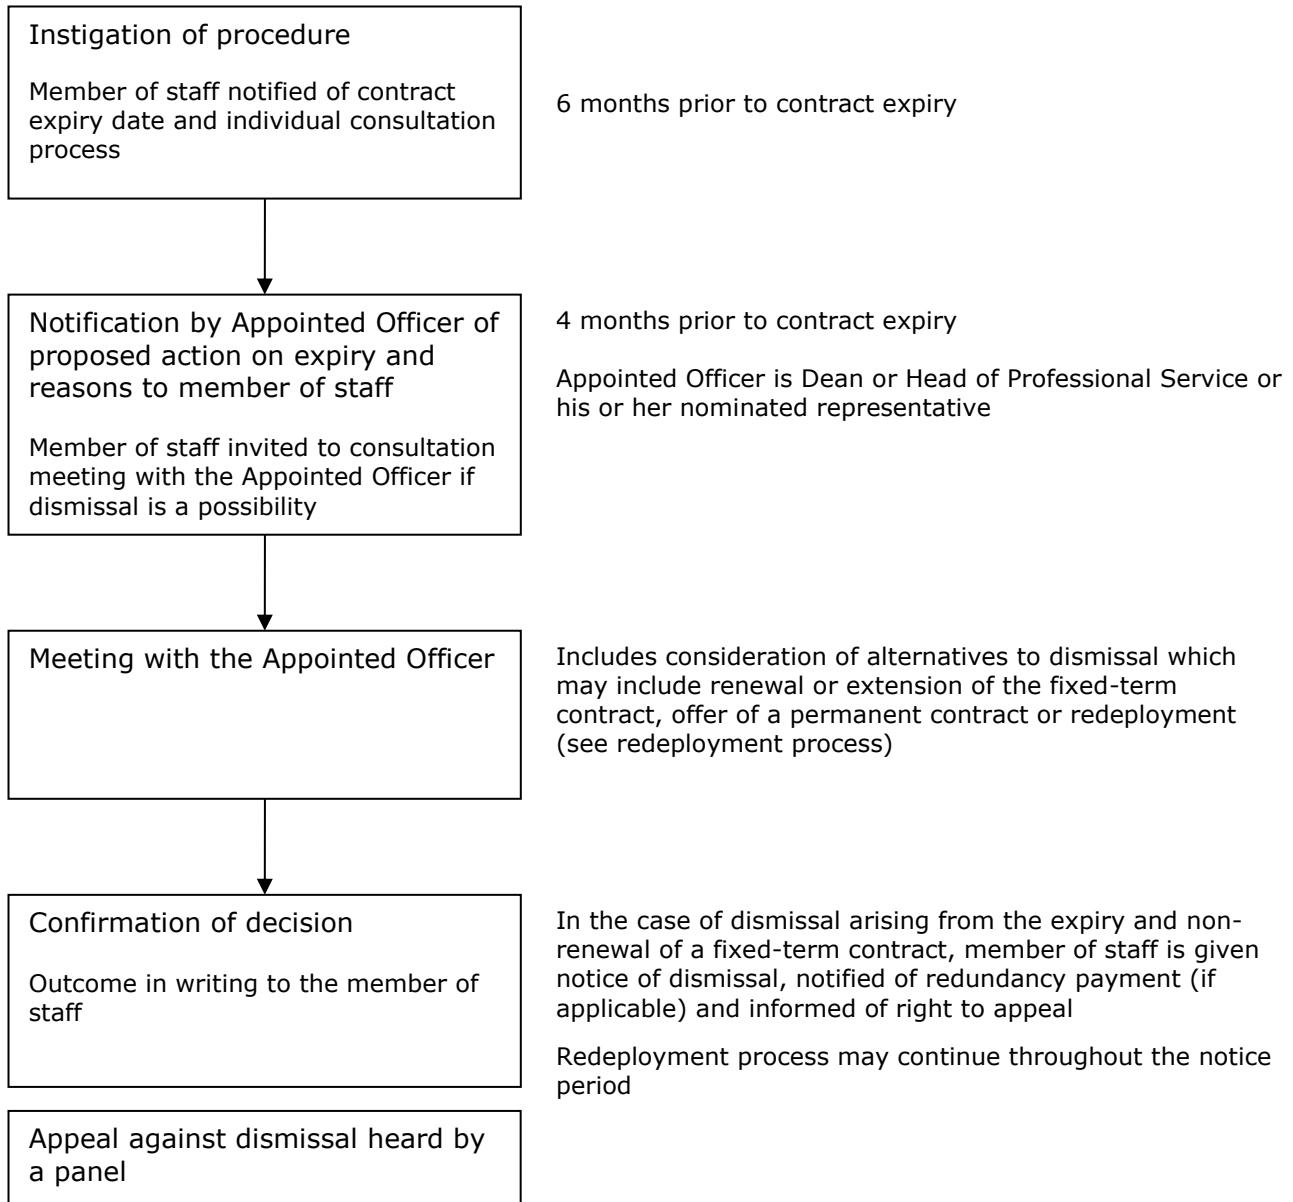 Instigation of procedure
Member of staff notified of contract
expiry date and individual consultation
process
6 months prior to contract expiry
Notification by Appointed Officer of
proposed action on expiry and
reasons to member of staff
Member of staff invited to consultation
meeting with the Appointed Officer if
dismissal is a possibility
4 months prior to contract expiry
Appointed Officer is Dean or Head of Professional Service or
his or her nominated representative
Meeting with the Appointed Officer
Includes consideration of alternatives to dismissal which
may include renewal or extension of the fixed-term
contract, offer of a permanent contract or redeployment
(see redeployment process)
Confirmation of decision
Outcome in writing to the member of
staff
In the case of dismissal arising from the expiry and non-
renewal of a fixed-term contract, member of staff is given
notice of dismissal, notified of redundancy payment (if
applicable) and informed of right to appeal
Redeployment process may continue throughout the notice
period
Appeal against dismissal heard by
a panel